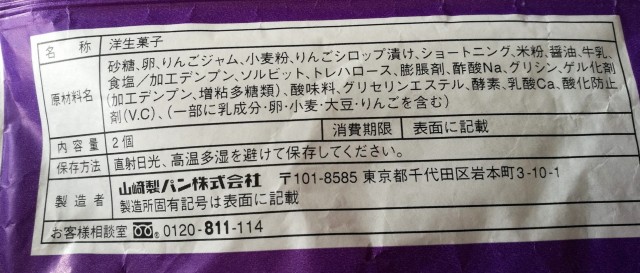 名 称 洋生菓子
原材料名 砂糖、卵、りんごジャム、小麦粉、りんごシロップ漬け、ショートニング、米粉、醤油、牛乳、
食塩／加工デンプン、ソルビット、トレハロース、膨脹剤、酢酸Na、グリシン、ゲル化剤
(加工デンプン、増粘多糖類)、酸味料、グリセリンエステル、酵素、乳酸Ca、酸化防止
剤(V.C)、(一部に乳成分・卵・小麦・大豆・りんごを含む)
内容量 2個 消費期限 表面に記載
保存方法 直射日光、高温多湿を避けて保存してください。
製造者 山崎製パン株式会社 〒101-8585 東京都千代田区岩本町3-10-1
製造所固有記号は表面に記載
お客様相談室 0120-811-114